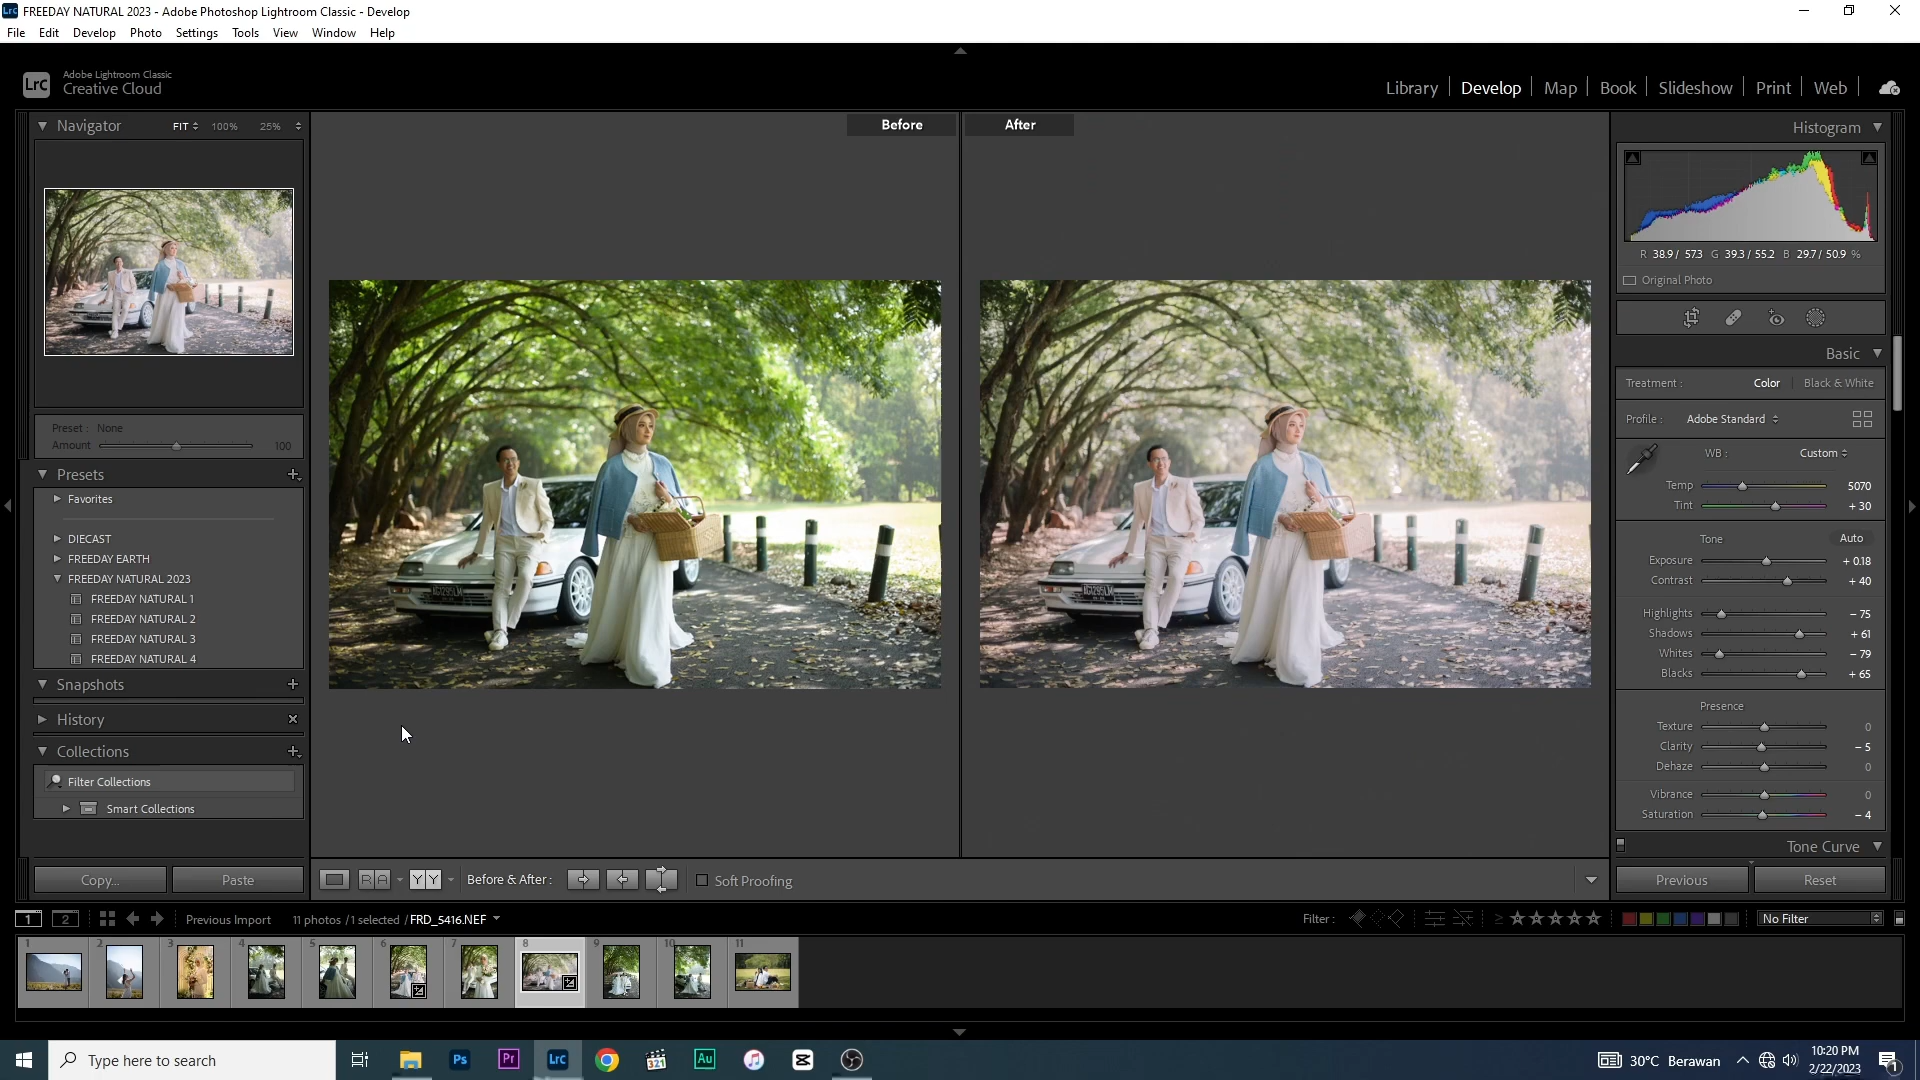 FREEDAY NATURAL 2023 - Adobe Photoshop Lightroom Classic - Develop
File Edit Develop Photo Settings Tools View Window Help
Lrc
Adobe Lightroom Classic
Creative Cloud
Library Develop Map Book Slideshow Print Web
Navigator FIT 100% 25%
Preset : None
Amount 100
Presets
Favorites
DIECAST
FREEDAY EARTH
FREEDAY NATURAL 2023
FREEDAY NATURAL 1
FREEDAY NATURAL 2
FREEDAY NATURAL 3
FREEDAY NATURAL 4
Snapshots
History
Collections
Filter Collections
Smart Collections
Copy... Paste
Before After
Histogram
R 38.9 / 57.3 G 39.3 / 55.2 B 29.7 / 50.9 %
Original Photo
Basic
Treatment : Color Black & White
Profile : Adobe Standard
WB : Custom
Temp 5070
Tint + 30
Tone Auto
Exposure + 0.18
Contrast + 40
Highlights − 75
Shadows + 61
Whites − 79
Blacks + 65
Presence
Texture 0
Clarity − 5
Dehaze 0
Vibrance 0
Saturation − 4
Tone Curve
Previous Reset
R A Y Y Before & After : Soft Proofing
1 2 Previous Import 11 photos / 1 selected / FRD_5416.NEF Filter : No Filter
1 2 3 4 5 6 7 8 9 10 11
Type here to search Ps Pr Lrc 321 Au 30°C Berawan 10:20 PM
2/22/2023
1